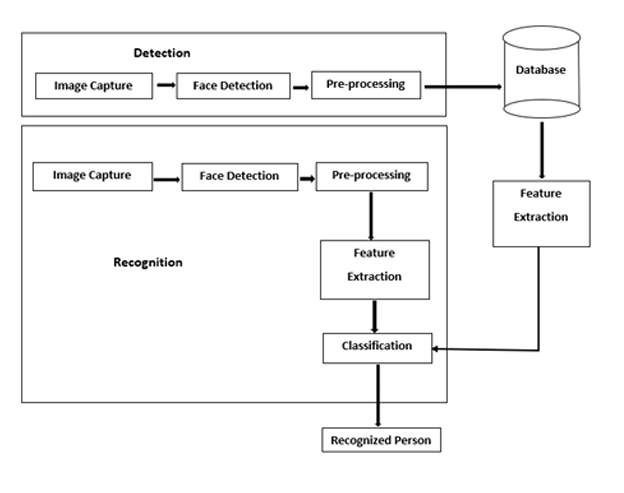 Detection
Image Capture
Face Detection
Pre-processing
Database
Image Capture
Face Detection
Pre-processing
Feature
Extraction
Recognition
Feature
Extraction
Classification
Recognized Person